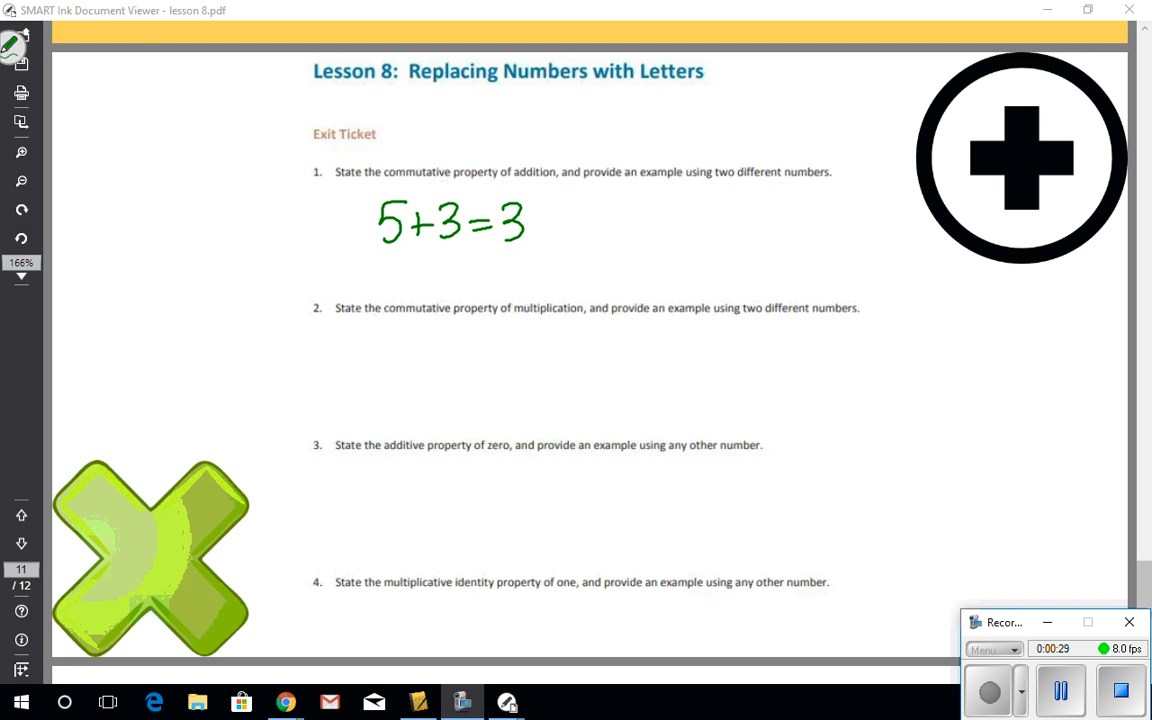 SMART Ink Document Viewer - lesson 8.pdf
Lesson 8: Replacing Numbers with Letters
Exit Ticket
1. State the commutative property of addition, and provide an example using two different numbers.
5+3=3
166%
2. State the commutative property of multiplication, and provide an example using two different numbers.
3. State the additive property of zero, and provide an example using any other number.
11
/ 12
4. State the multiplicative identity property of one, and provide an example using any other number.
Recor...
Menu
0:00:29
8.0 fps